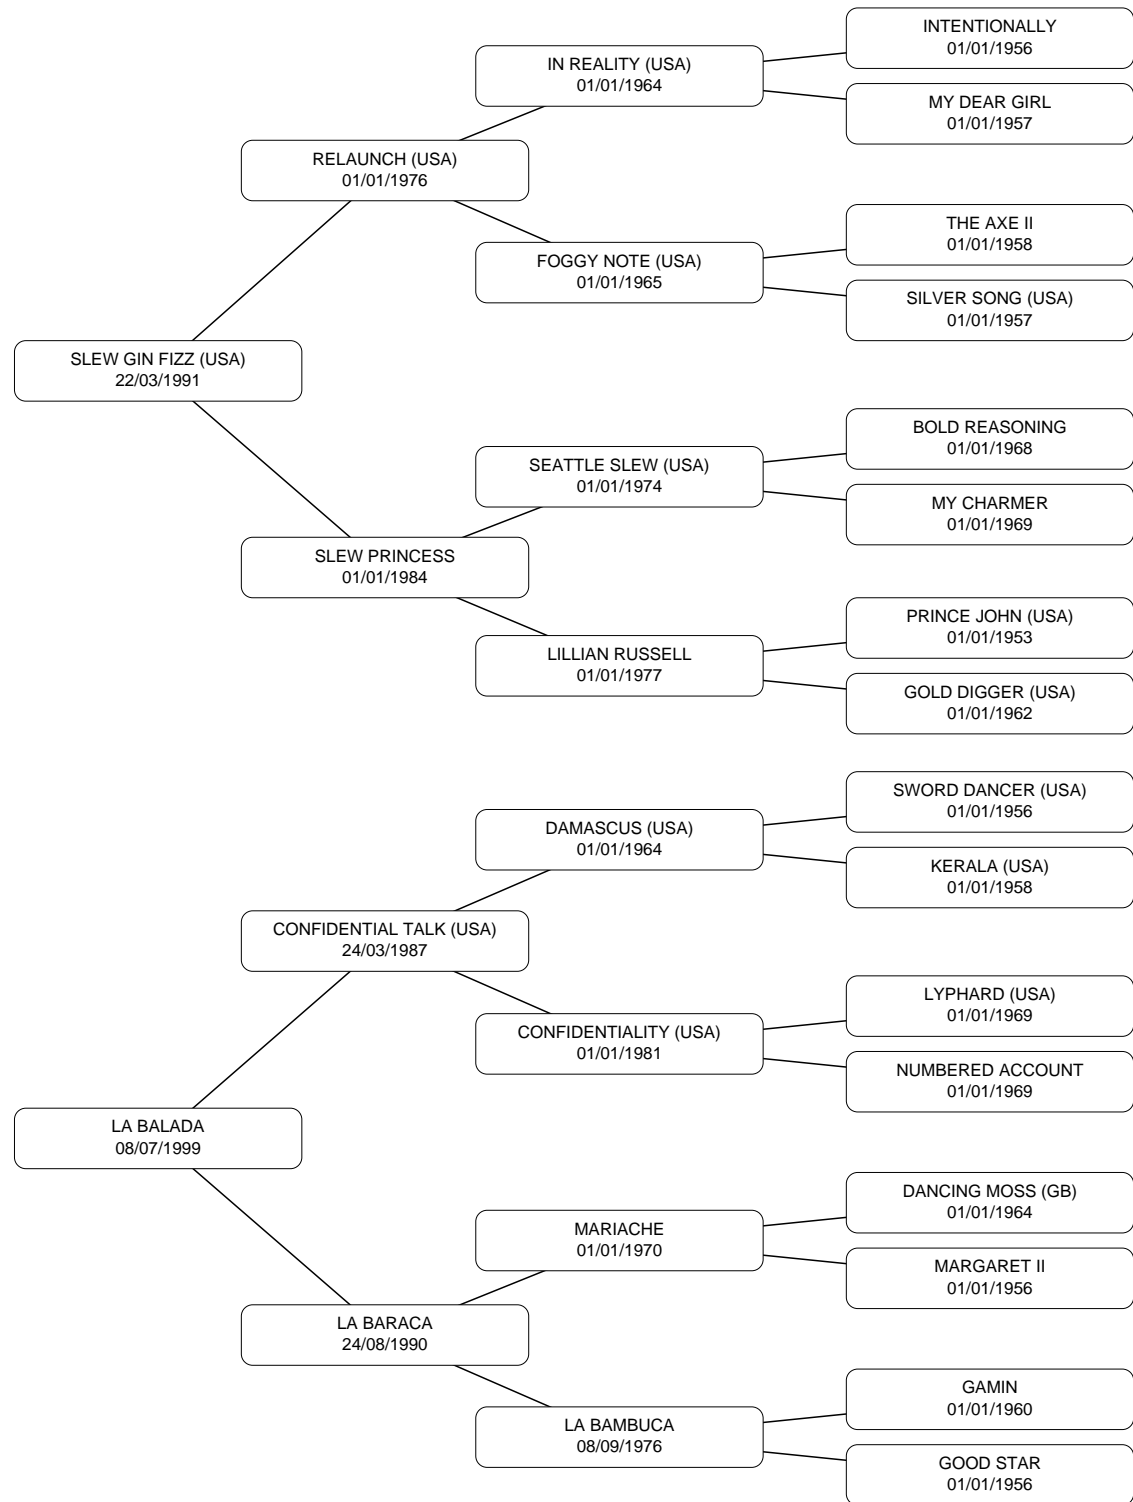 INTENTIONALLY
01/01/1956
IN REALITY (USA)
01/01/1964
MY DEAR GIRL
01/01/1957
RELAUNCH (USA)
01/01/1976
THE AXE II
01/01/1958
FOGGY NOTE (USA)
01/01/1965
SILVER SONG (USA)
01/01/1957
SLEW GIN FIZZ (USA)
22/03/1991
BOLD REASONING
01/01/1968
SEATTLE SLEW (USA)
01/01/1974
MY CHARMER
01/01/1969
SLEW PRINCESS
01/01/1984
PRINCE JOHN (USA)
01/01/1953
LILLIAN RUSSELL
01/01/1977
GOLD DIGGER (USA)
01/01/1962
SWORD DANCER (USA)
01/01/1956
DAMASCUS (USA)
01/01/1964
KERALA (USA)
01/01/1958
CONFIDENTIAL TALK (USA)
24/03/1987
LYPHARD (USA)
01/01/1969
CONFIDENTIALITY (USA)
01/01/1981
NUMBERED ACCOUNT
01/01/1969
LA BALADA
08/07/1999
DANCING MOSS (GB)
01/01/1964
MARIACHE
01/01/1970
MARGARET II
01/01/1956
LA BARACA
24/08/1990
GAMIN
01/01/1960
LA BAMBUCA
08/09/1976
GOOD STAR
01/01/1956